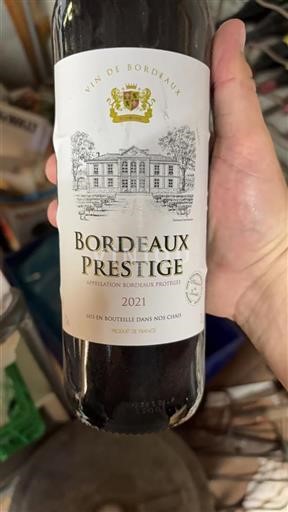 VIN DE BORDEAUX
BORDEAUX
PRESTIGE
APPELLATION BORDEAUX PROTÉGÉE
2021
MIS EN BOUTEILLE DANS NOS CHAIS
PRODUIT DE FRANCE